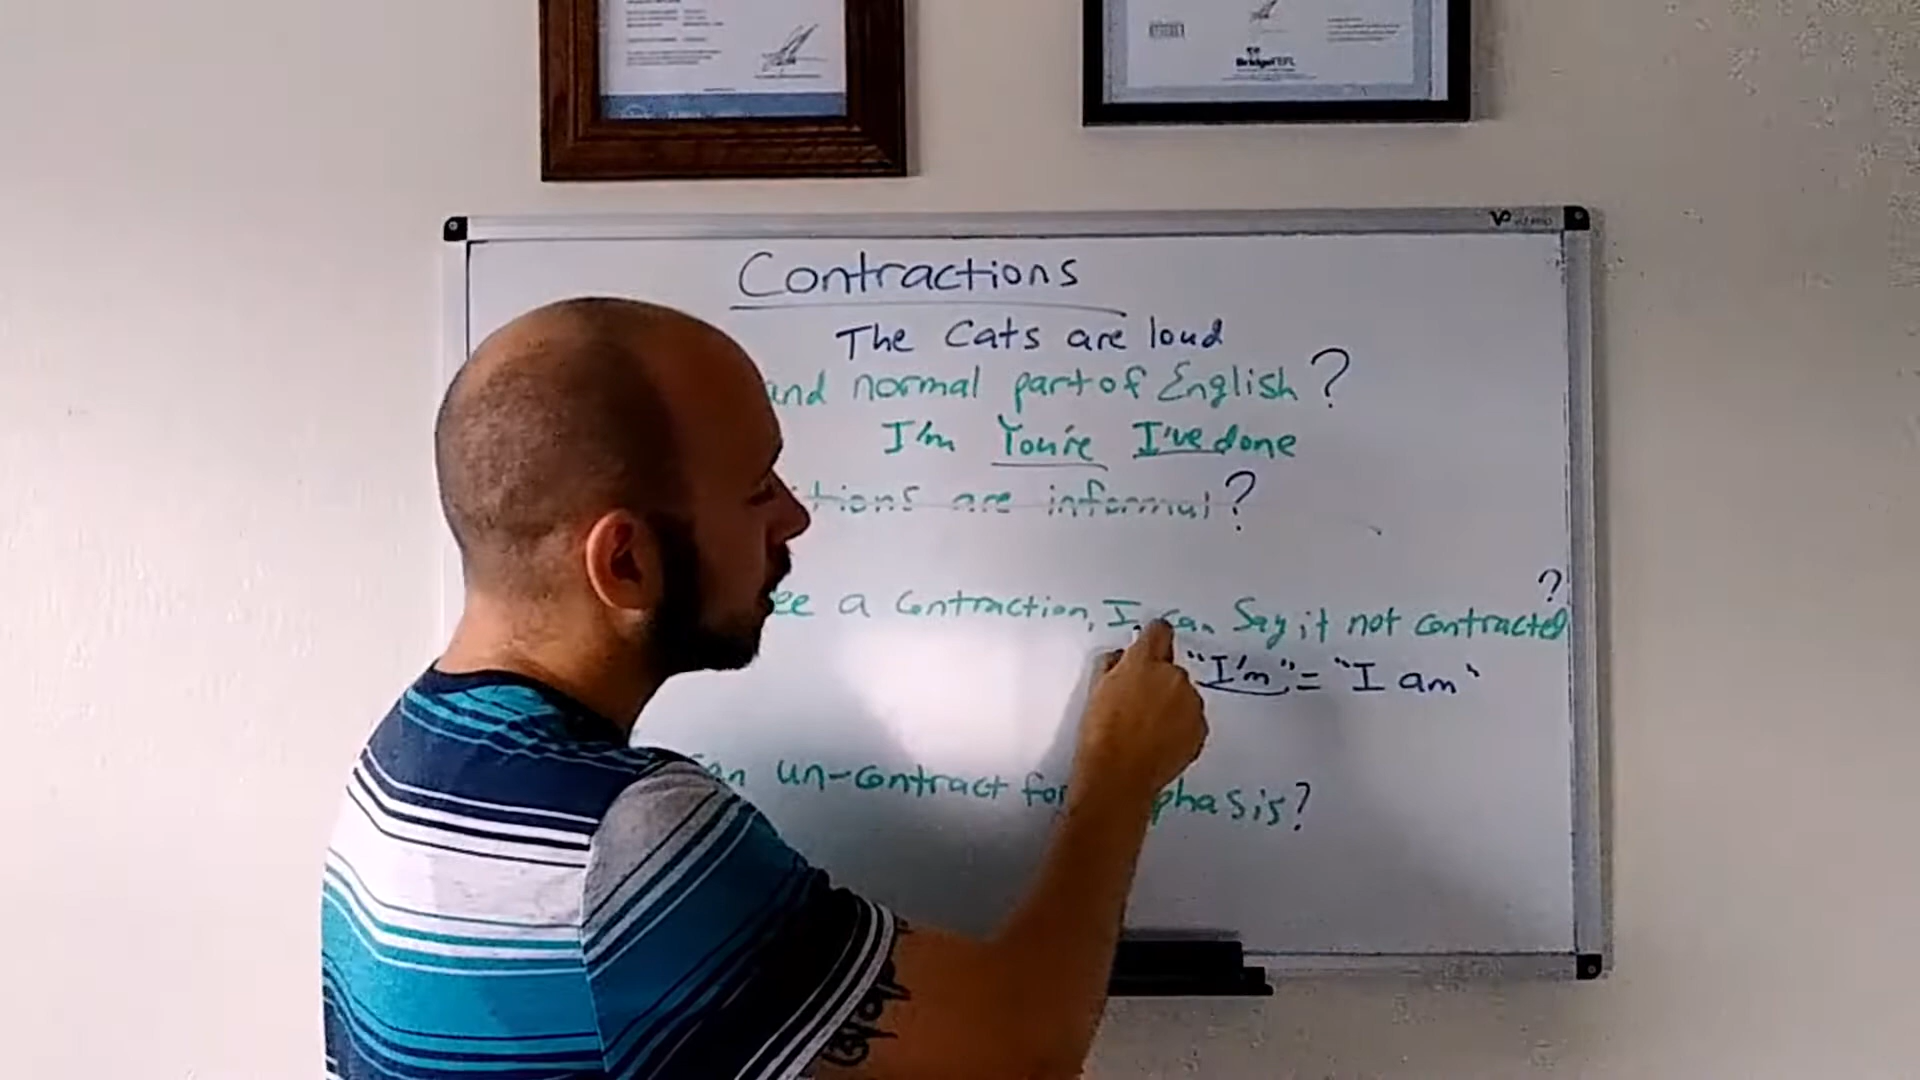 BridgeTEFL
Contractions
The Cats are loud
and normal part of English?
I'm You're I've done
are informal?
a contraction, I can Say it not contracted?
"I'm" = "I am"
un-contract for phasis?